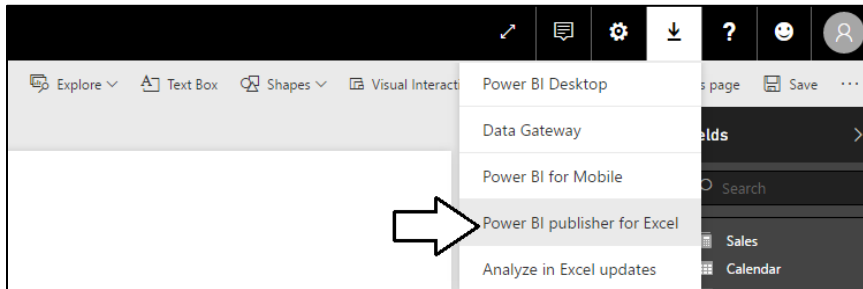 Explore Text Box Shapes Visual Interacti s page Save ...
Power BI Desktop
Data Gateway
Power BI for Mobile
Power BI publisher for Excel
Analyze in Excel updates
elds
Search
Sales
Calendar